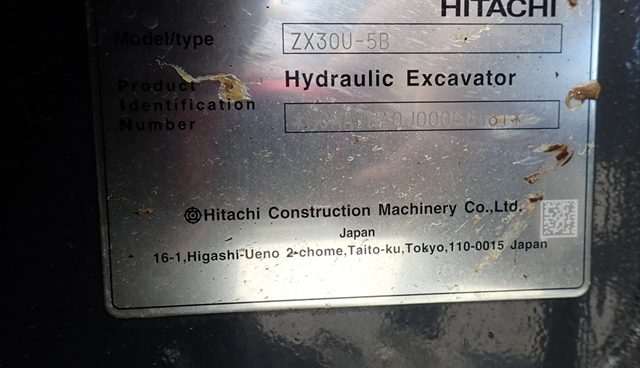 HITACHI
Model/type ZX30U-5B
Hydraulic Excavator
Product
Identification
Number
Hitachi Construction Machinery Co.,Ltd.
Japan
16-1,Higashi-Ueno 2-chome,Taito-ku,Tokyo,110-0015 Japan